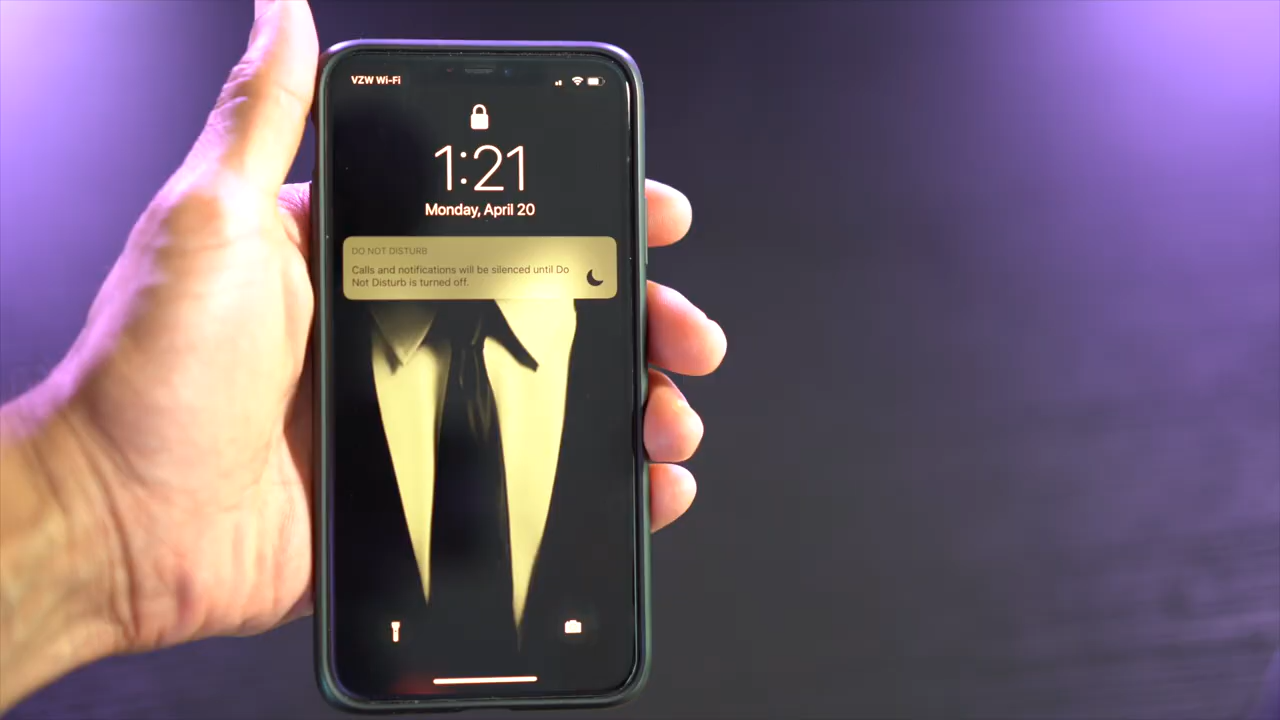 VZW Wi-Fi
1:21
Monday, April 20
DO NOT DISTURB
Calls and notifications will be silenced until Do
Not Disturb is turned off.